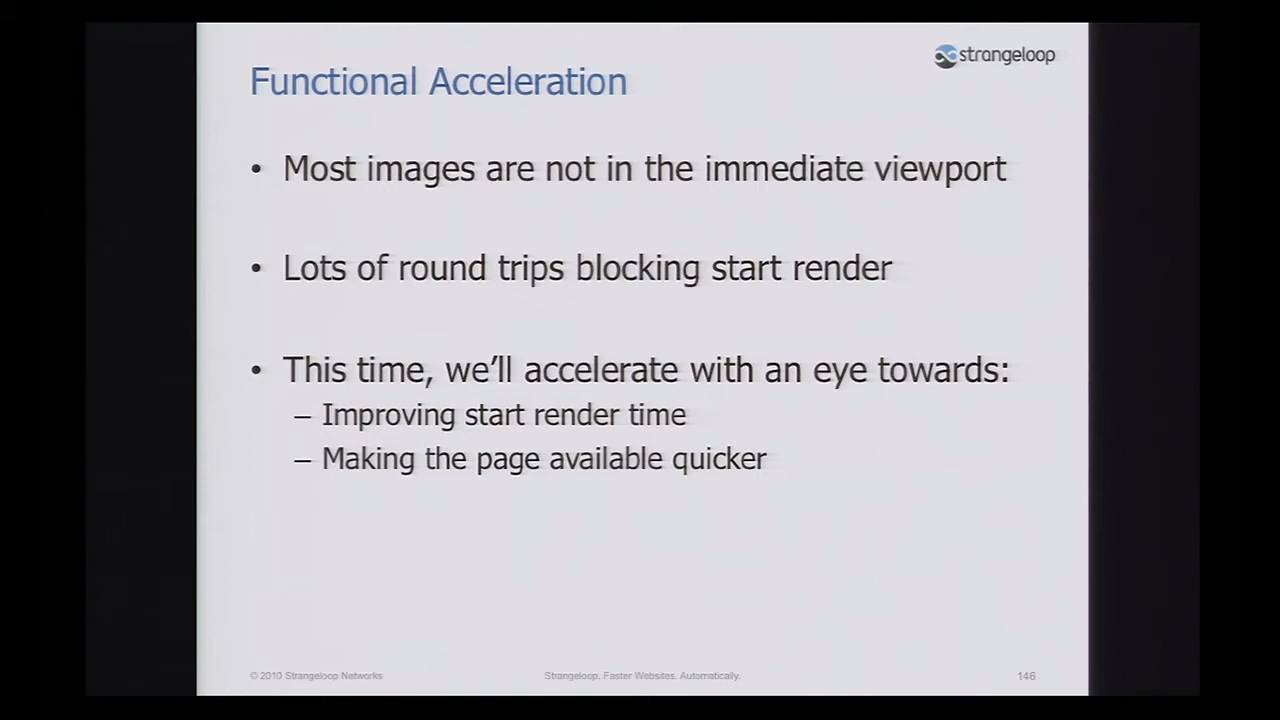 strangeloop
Functional Acceleration
• Most images are not in the immediate viewport
• Lots of round trips blocking start render
• This time, we'll accelerate with an eye towards:
– Improving start render time
– Making the page available quicker
© 2010 Strangeloop Networks
Strangeloop. Faster Websites. Automatically.
146